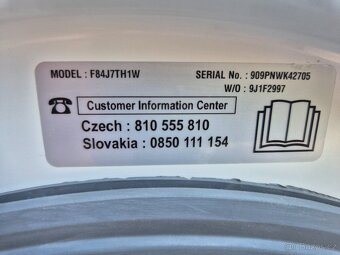 MODEL : F84J7TH1W SERIAL No. : 909PNWK42705
W/O : 9J1F2997
Customer Information Center
Czech : 810 555 810
Slovakia : 0850 111 154